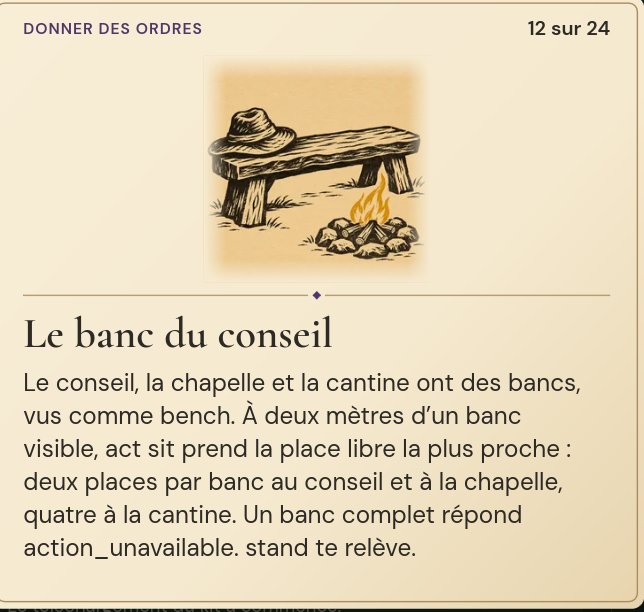 DONNER DES ORDRES
12 sur 24
Le banc du conseil
Le conseil, la chapelle et la cantine ont des bancs,
vus comme bench. À deux mètres d’un banc
visible, act sit prend la place libre la plus proche :
deux places par banc au conseil et à la chapelle,
quatre à la cantine. Un banc complet répond
action_unavailable. stand te relève.